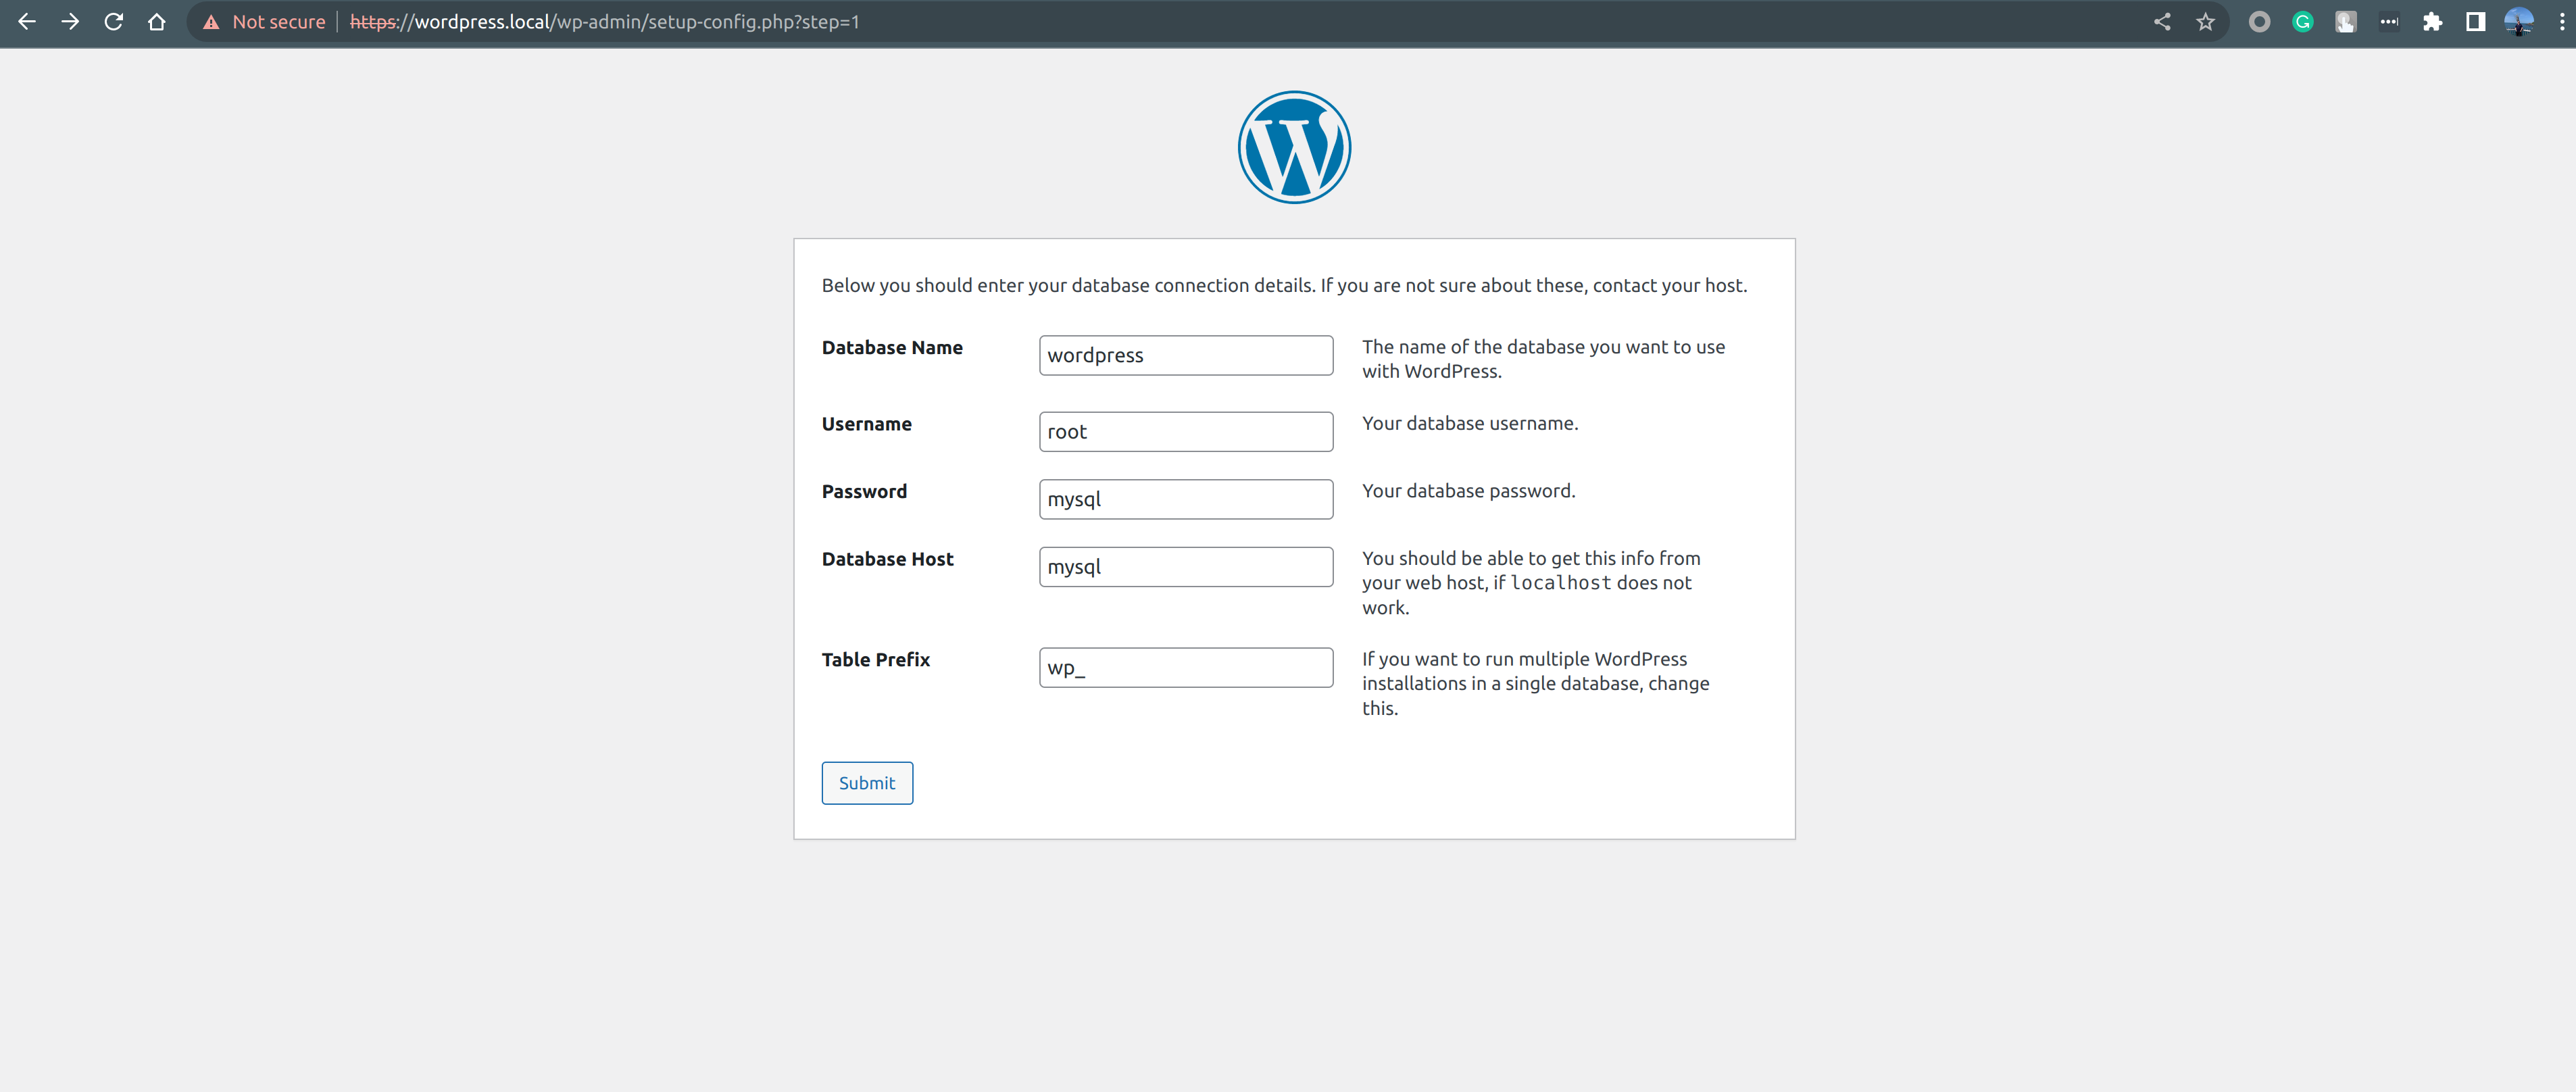 Not secure https://wordpress.local/wp-admin/setup-config.php?step=1
Below you should enter your database connection details. If you are not sure about these, contact your host.
Database Name
wordpress
The name of the database you want to use
with WordPress.
Username
root
Your database username.
Password
mysql
Your database password.
Database Host
mysql
You should be able to get this info from
your web host, if localhost does not
work.
Table Prefix
wp_
If you want to run multiple WordPress
installations in a single database, change
this.
Submit